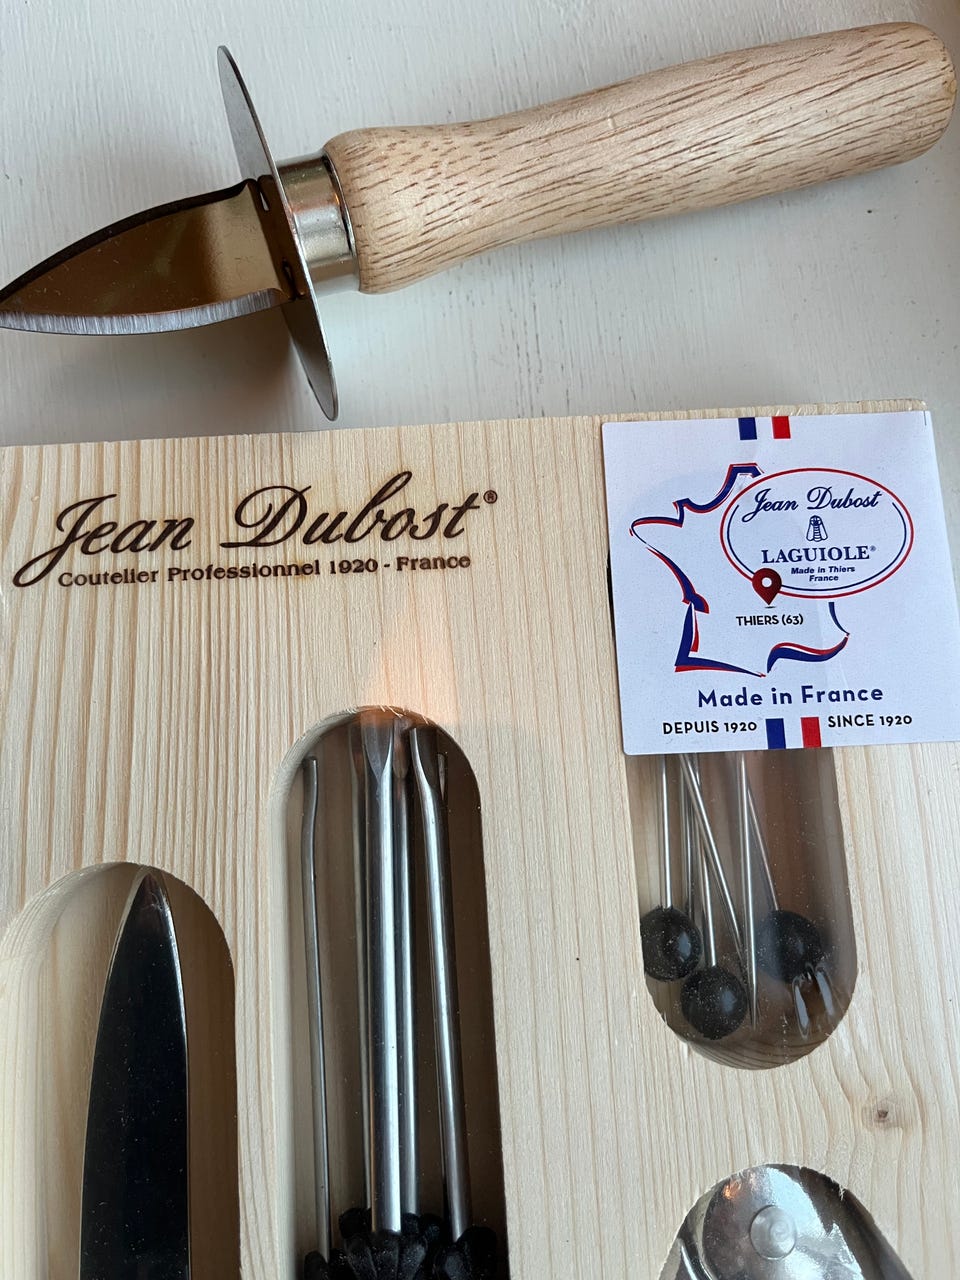 Jean Dubost®
Coutelier Professionnel 1920 - France
Jean Dubost
LAGUIOLE®
Made in Thiers
France
THIERS (63)
Made in France
DEPUIS 1920
SINCE 1920